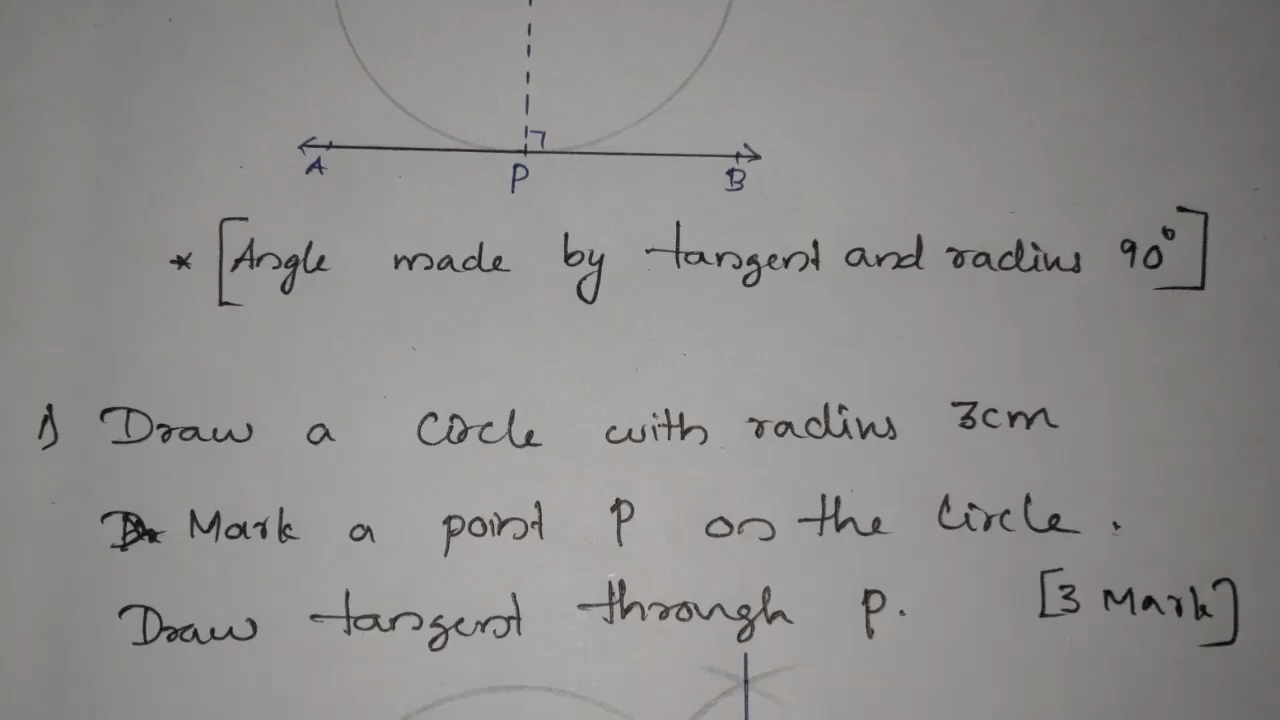 A P B
* [Angle made by tangent and radius 90°]
1) Draw a circle with radius 3cm
Mark a point P on the circle.
Draw tangent through P. [3 Mark]